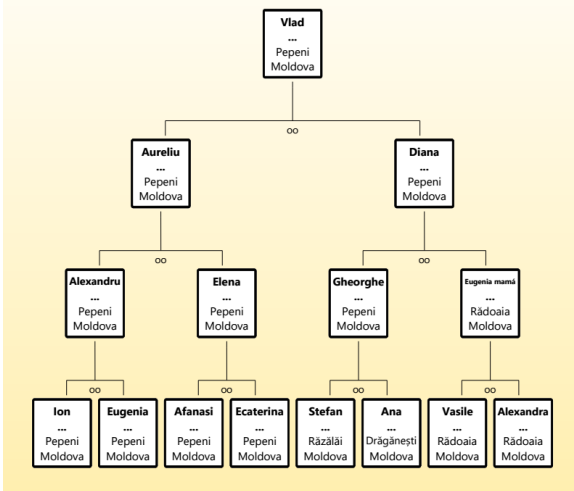 Vlad
...
Pepeni
Moldova
oo
Aureliu
...
Pepeni
Moldova
Diana
...
Pepeni
Moldova
oo
oo
Alexandru
...
Pepeni
Moldova
Elena
...
Pepeni
Moldova
Gheorghe
...
Pepeni
Moldova
Eugenia mamá
...
Rădoaia
Moldova
oo
oo
oo
oo
Ion
...
Pepeni
Moldova
Eugenia
...
Pepeni
Moldova
Afanasi
...
Pepeni
Moldova
Ecaterina
...
Pepeni
Moldova
Stefan
...
Răzălăi
Moldova
Ana
...
Drăgănești
Moldova
Vasile
...
Rădoaia
Moldova
Alexandra
...
Rădoaia
Moldova